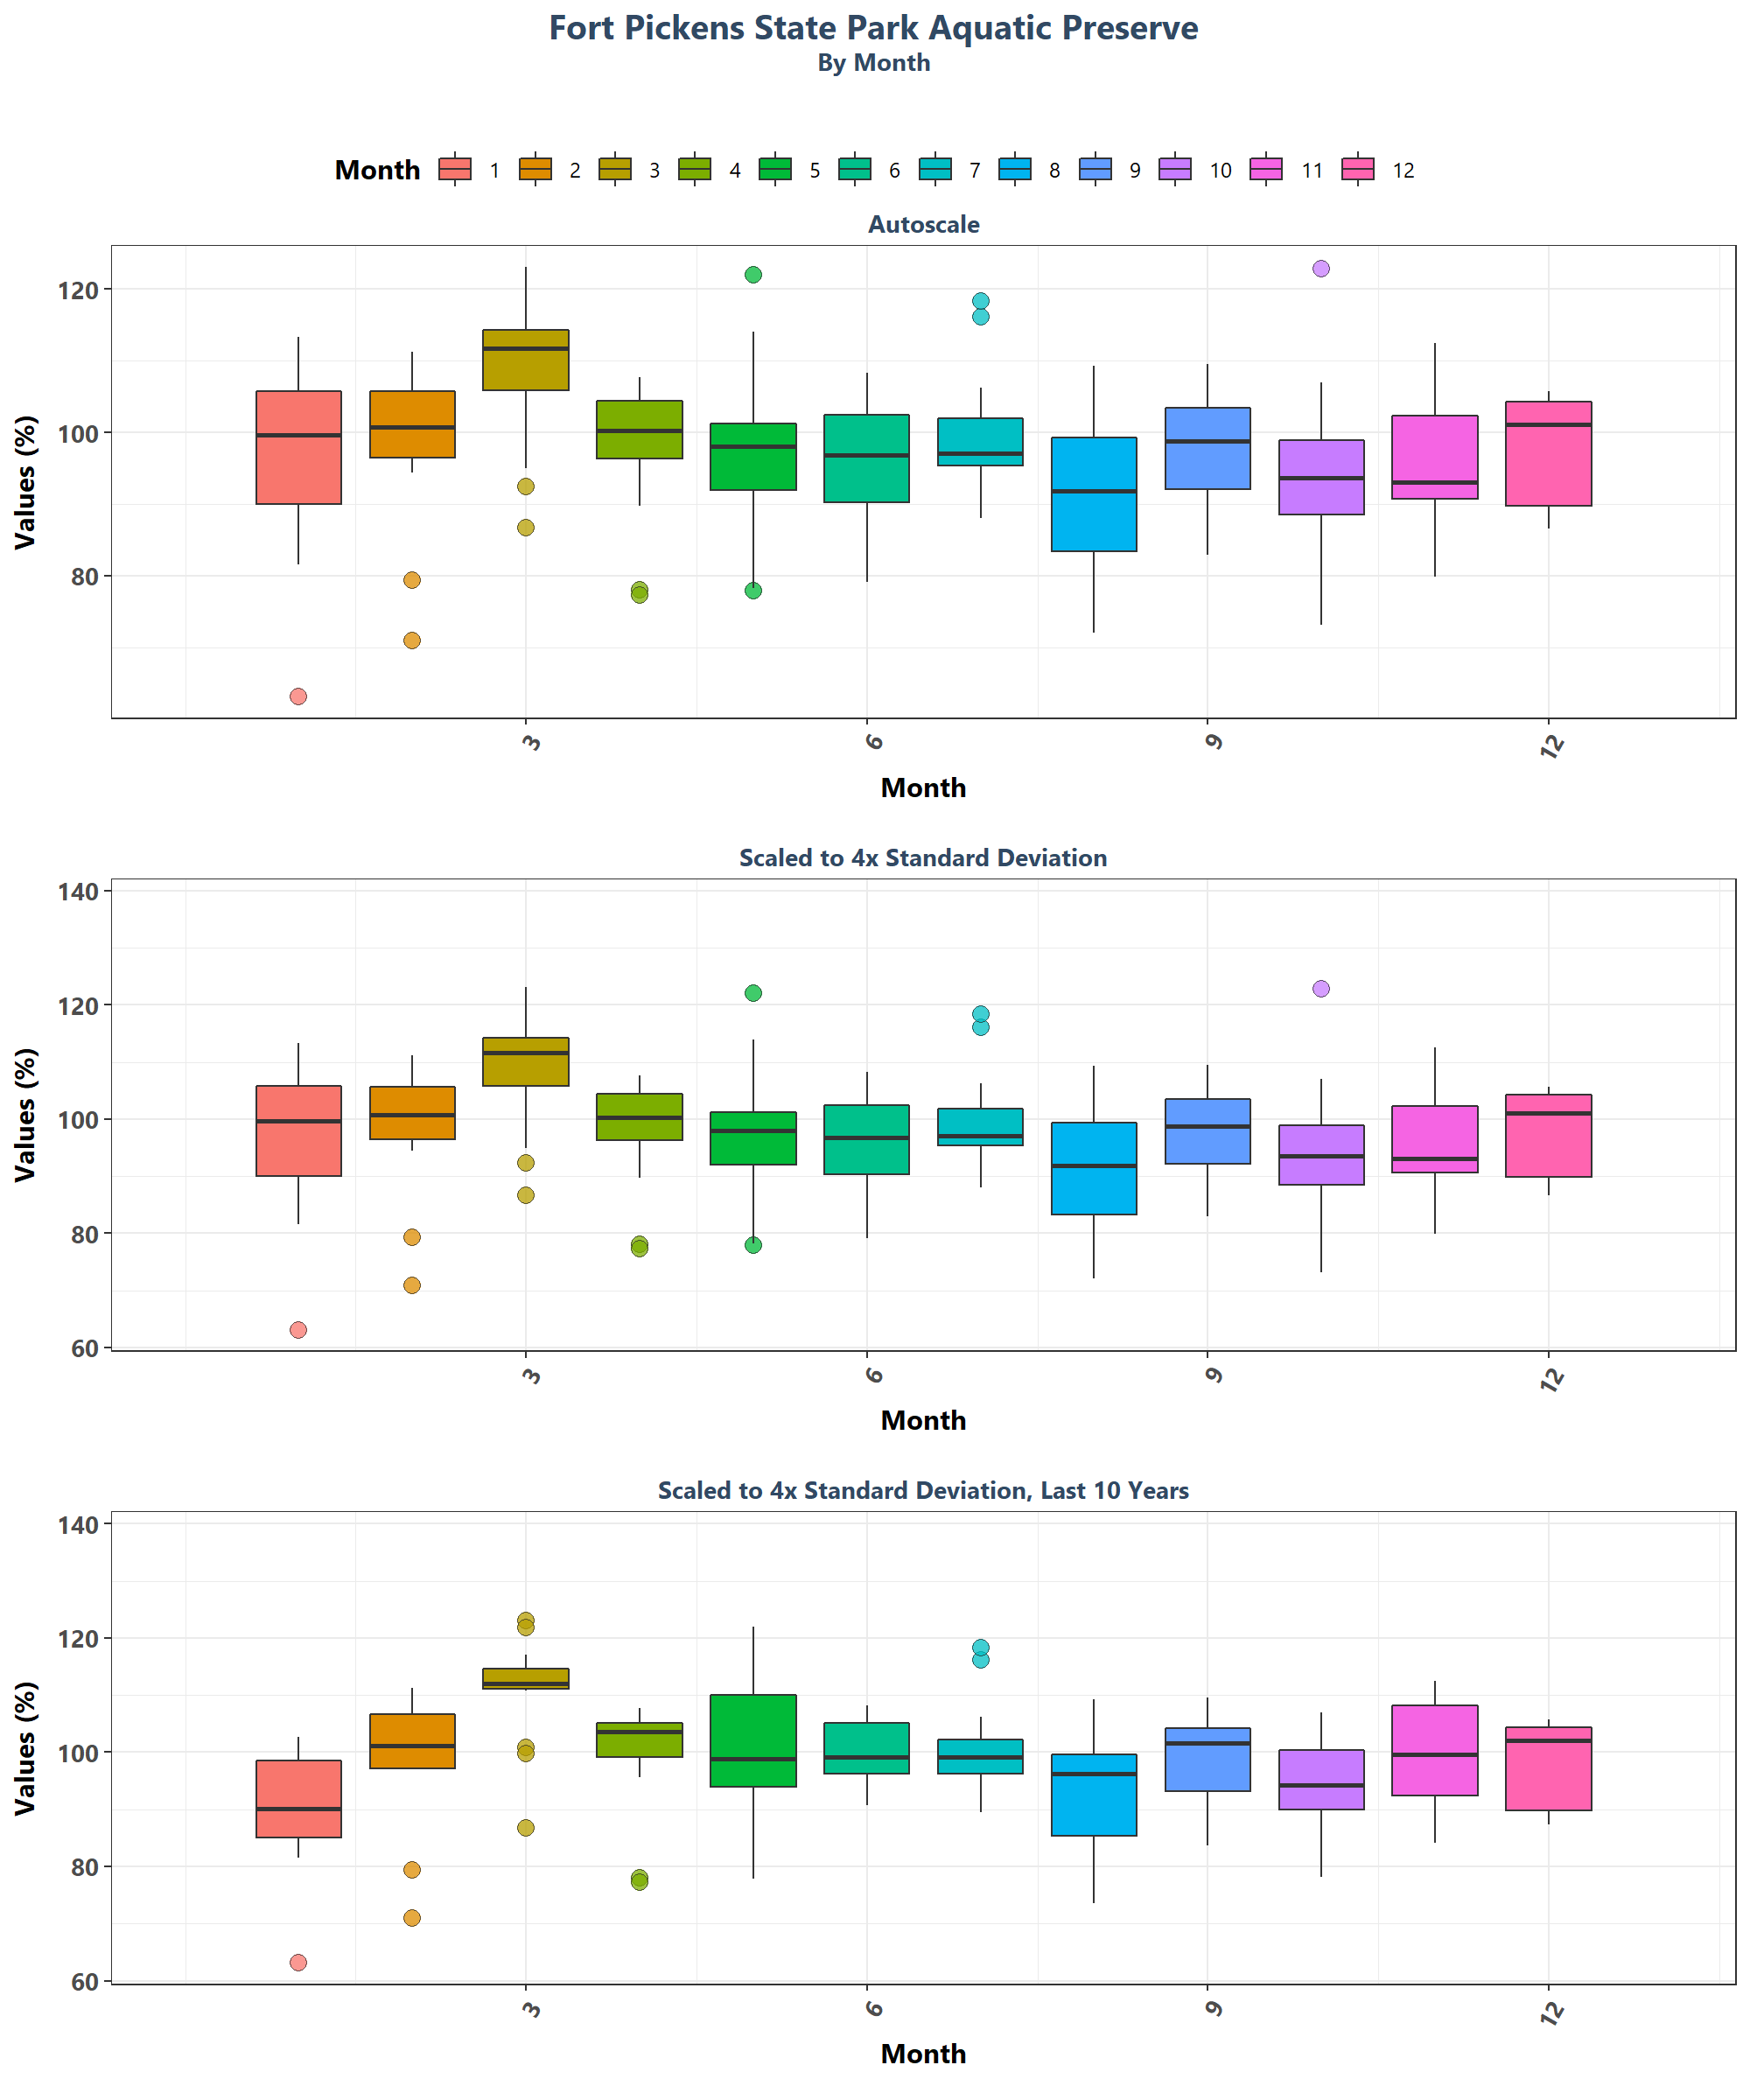 Fort Pickens State Park Aquatic Preserve
By Month
Month 1 2 3 4 5 6 7 8 9 10 11 12
Autoscale
120
100
80
Values (%)
3 6 9 12
Month
Scaled to 4x Standard Deviation
140
120
100
80
60
Values (%)
3 6 9 12
Month
Scaled to 4x Standard Deviation, Last 10 Years
140
120
100
80
60
Values (%)
3 6 9 12
Month